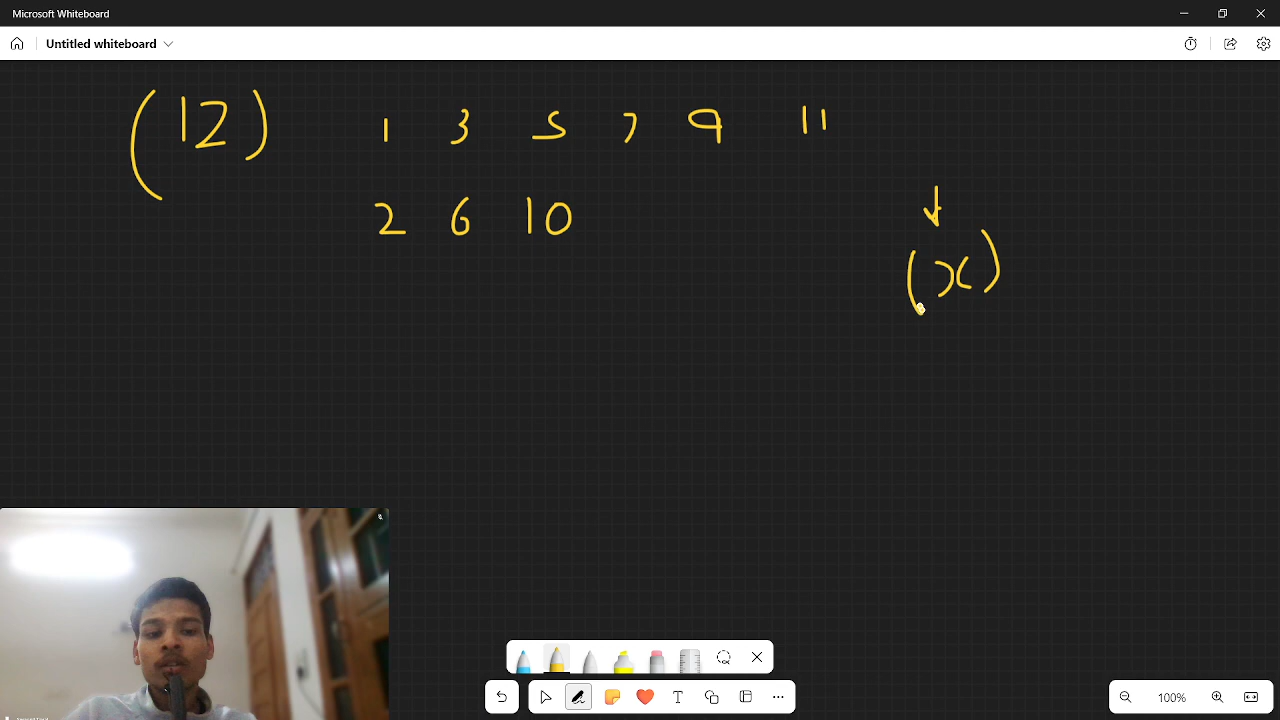 Microsoft Whiteboard
Untitled whiteboard
(12) 1 3 5 7 9 11
2 6 10
(x)
100%